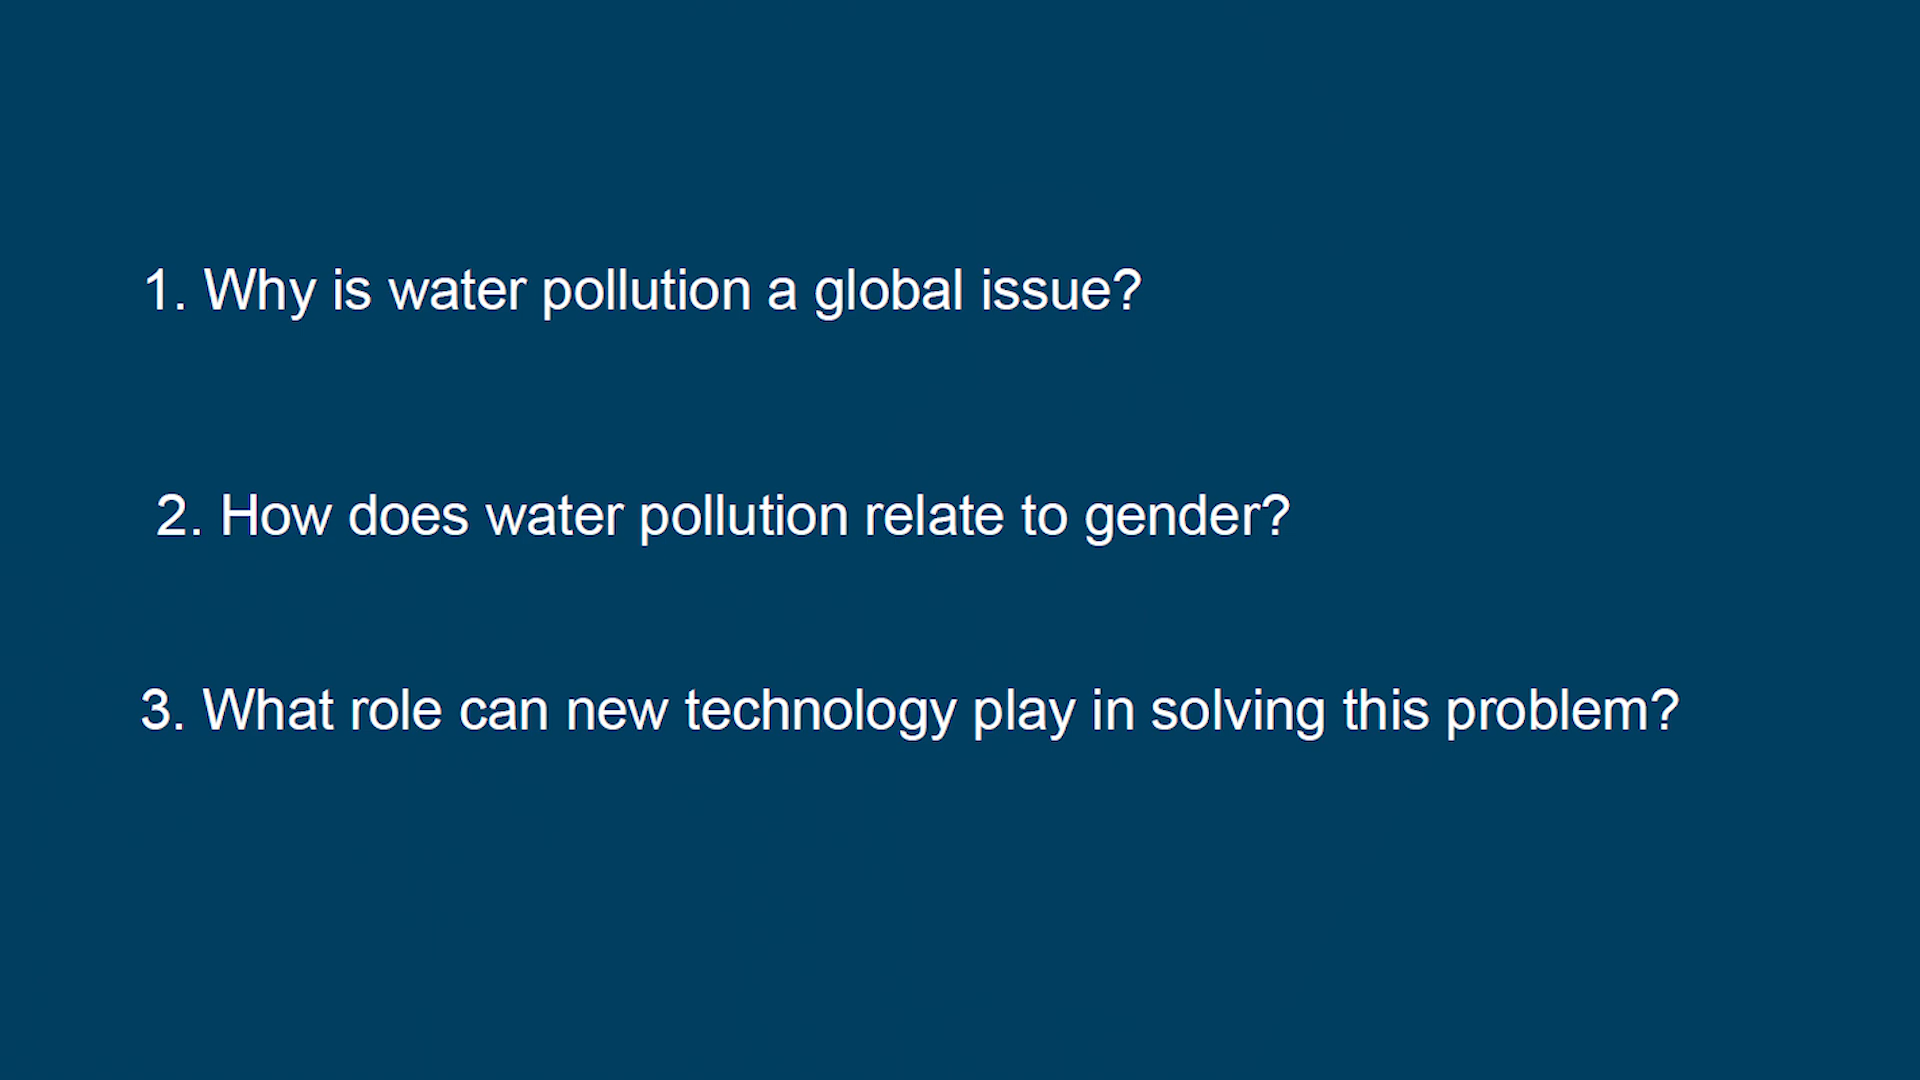 1. Why is water pollution a global issue?
2. How does water pollution relate to gender?
3. What role can new technology play in solving this problem?